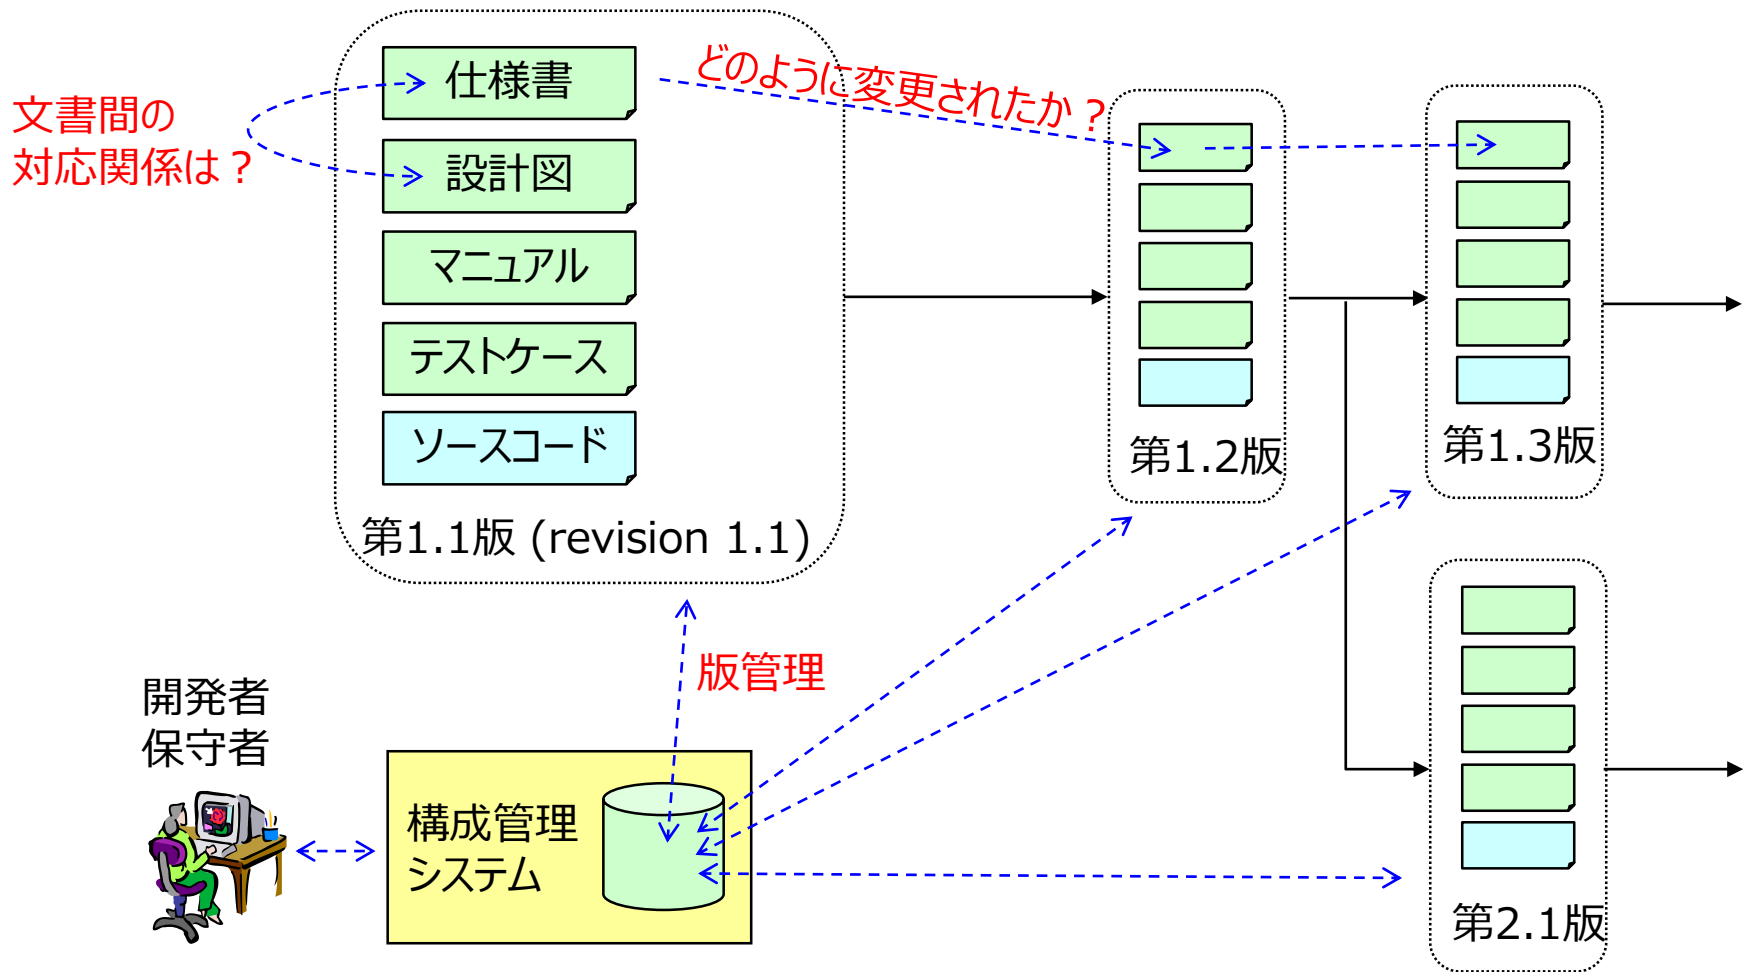 仕様書
どのように変更されたか？
文書間の
対応関係は？
設計図
マニュアル
テストケース
ソースコード
第1.1版 (revision 1.1)
第1.2版
第1.3版
版管理
開発者
保守者
構成管理
システム
第2.1版